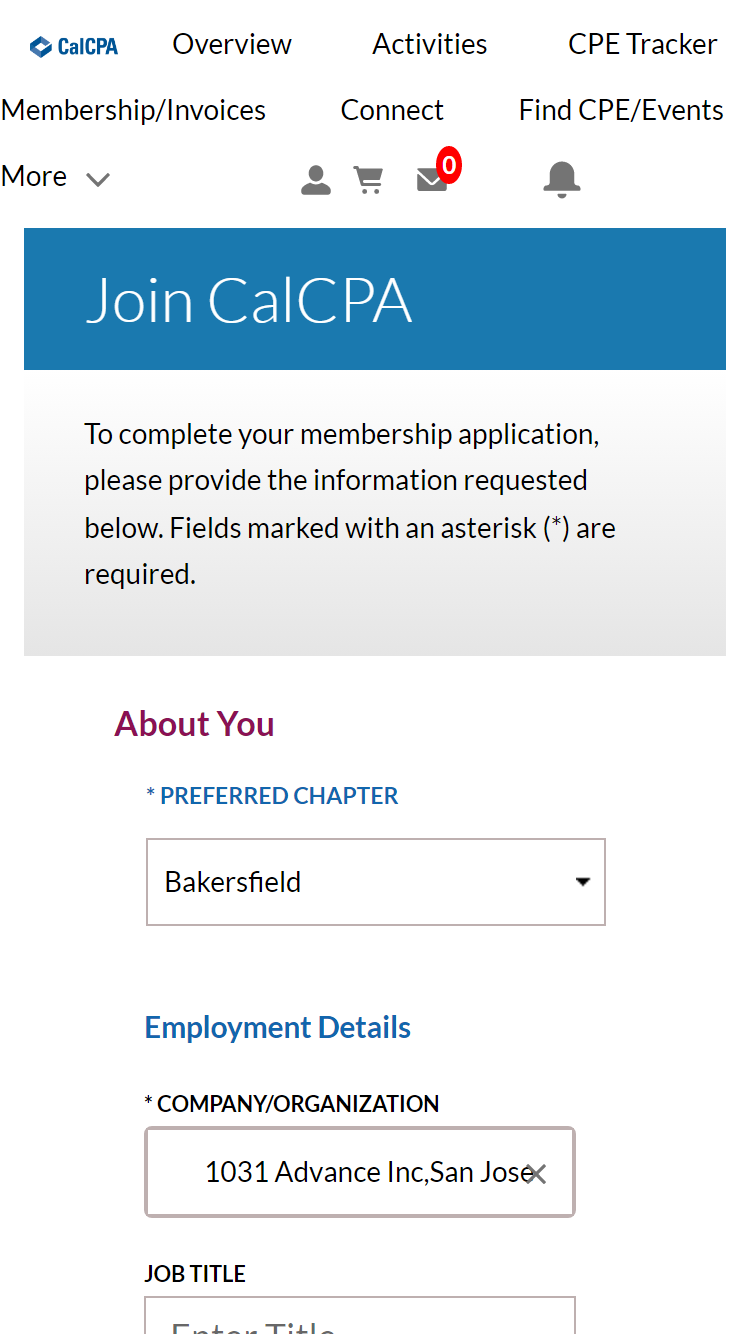 CalCPA Overview Activities CPE Tracker
Membership/Invoices Connect Find CPE/Events
More 0
Join CalCPA
To complete your membership application,
please provide the information requested
below. Fields marked with an asterisk (*) are
required.
About You
* PREFERRED CHAPTER
Bakersfield
Employment Details
* COMPANY/ORGANIZATION
1031 Advance Inc,San Jose
JOB TITLE
Enter Title